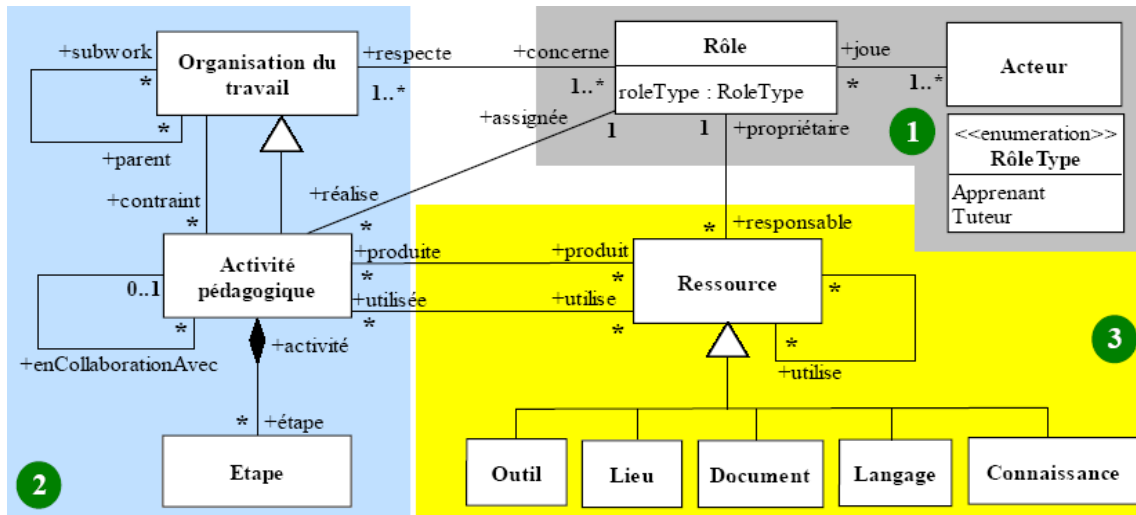 +subwork
*
*
+parent
Organisation du
travail
+respecte
1..*
+concerne
1..*
Rôle
roleType : RoleType
+joue
*
1..*
Acteur
+assignée
1
1
+propriétaire
1
<<enumeration>>
RôleType
Apprenant
Tuteur
+contraint
*
+réalise
*
+responsable
*
Activité
pédagogique
0..1
*
+enCollaborationAvec
+produite
*
+produit
*
+utilisée
*
+utilise
*
Ressource
*
*
+utilise
3
+activité
*
+étape
Etape
2
Outil
Lieu
Document
Langage
Connaissance